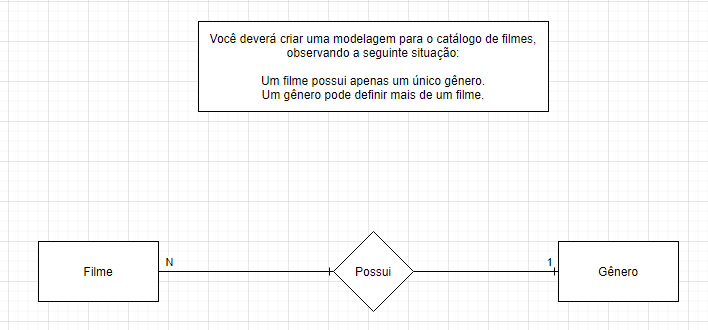 Você deverá criar uma modelagem para o catálogo de filmes,
observando a seguinte situação:
Um filme possui apenas um único gênero.
Um gênero pode definir mais de um filme.
Filme
N
Possui
1
Gênero